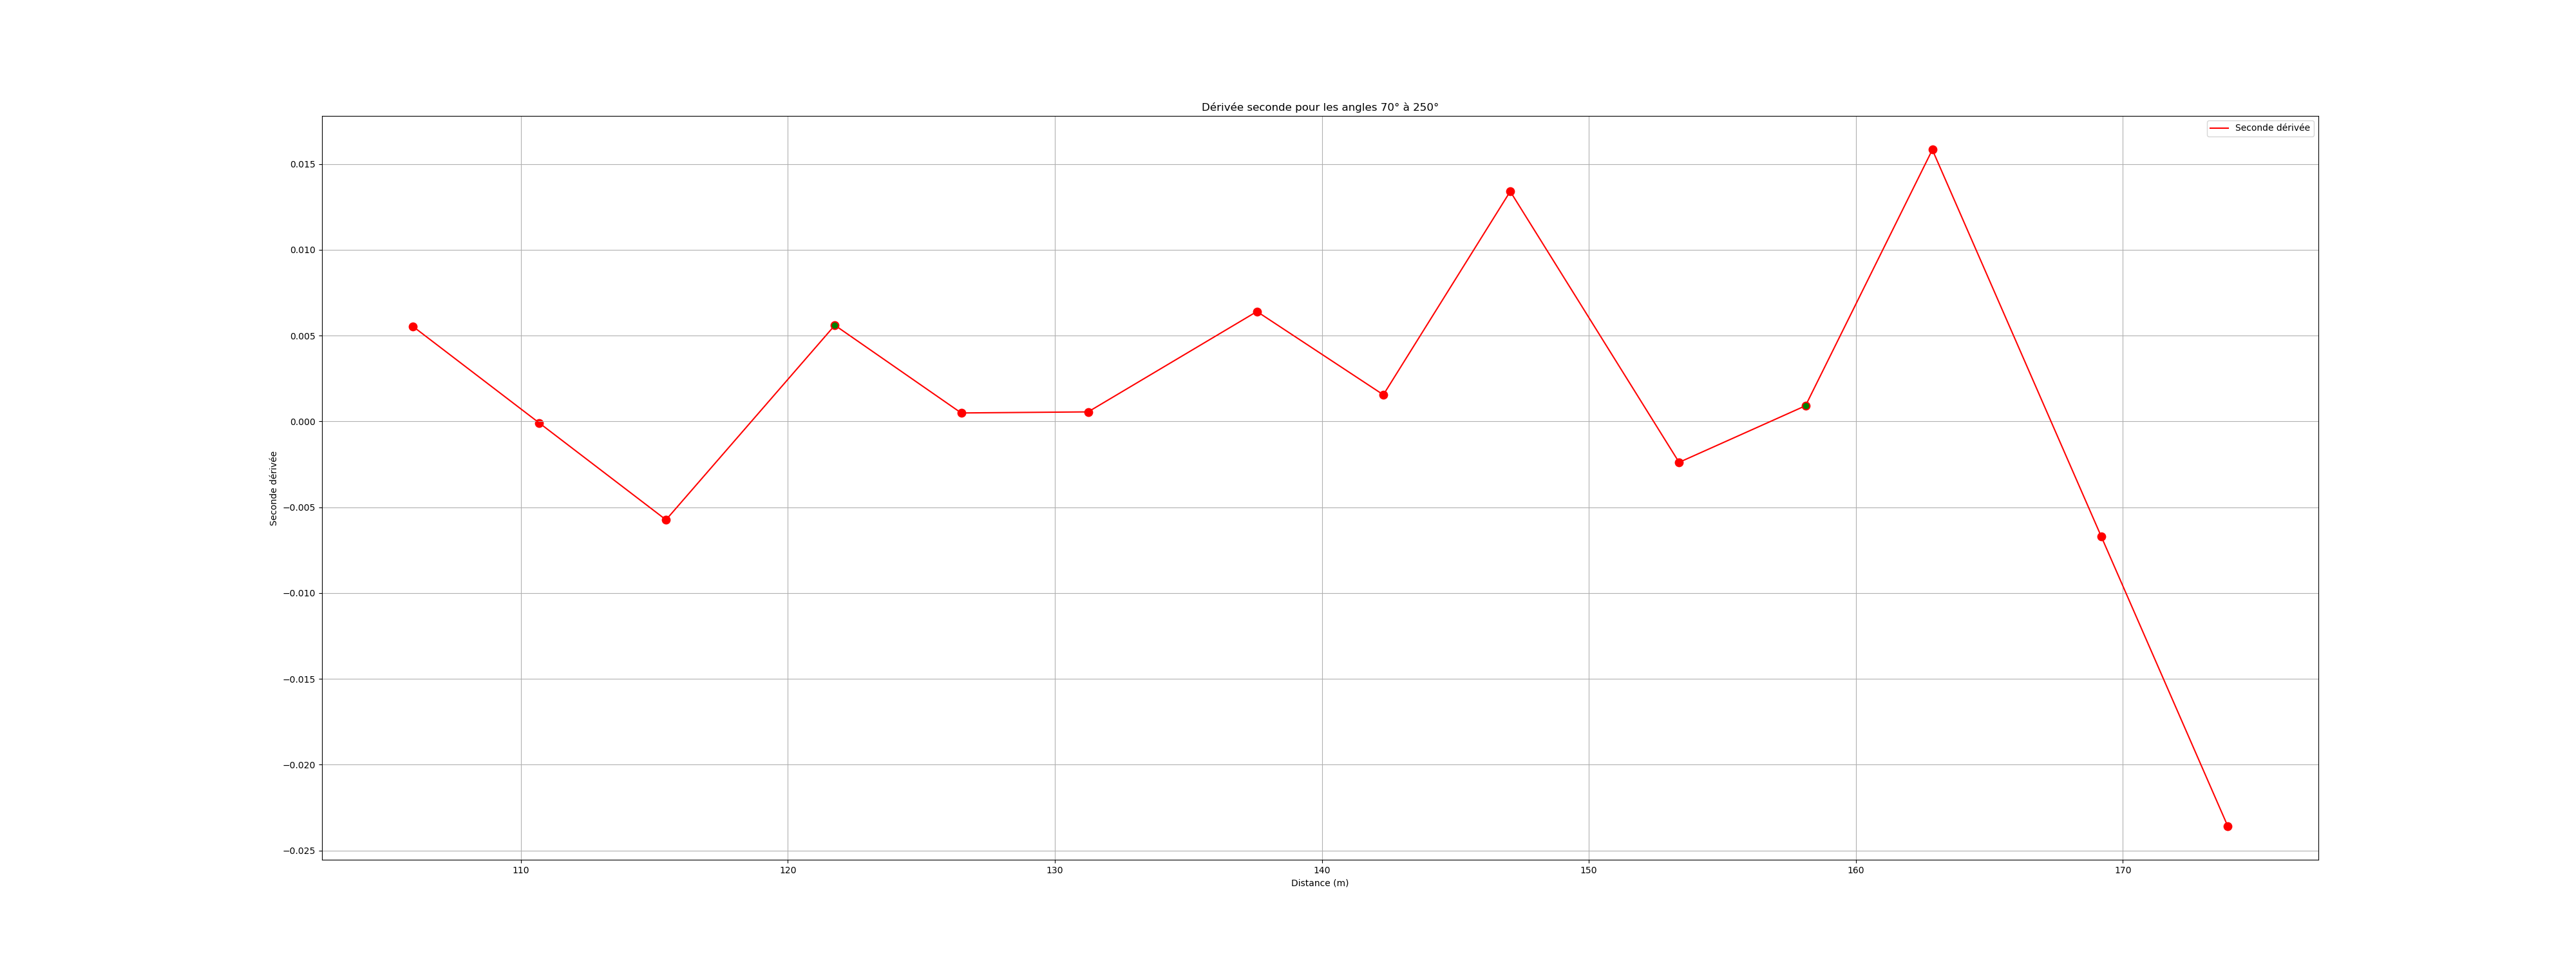 Dérivée seconde pour les angles 70° à 250°
Seconde dérivée
0.015
0.010
0.005
0.000
−0.005
−0.010
−0.015
−0.020
−0.025
Seconde dérivée
110 120 130 140 150 160 170
Distance (m)